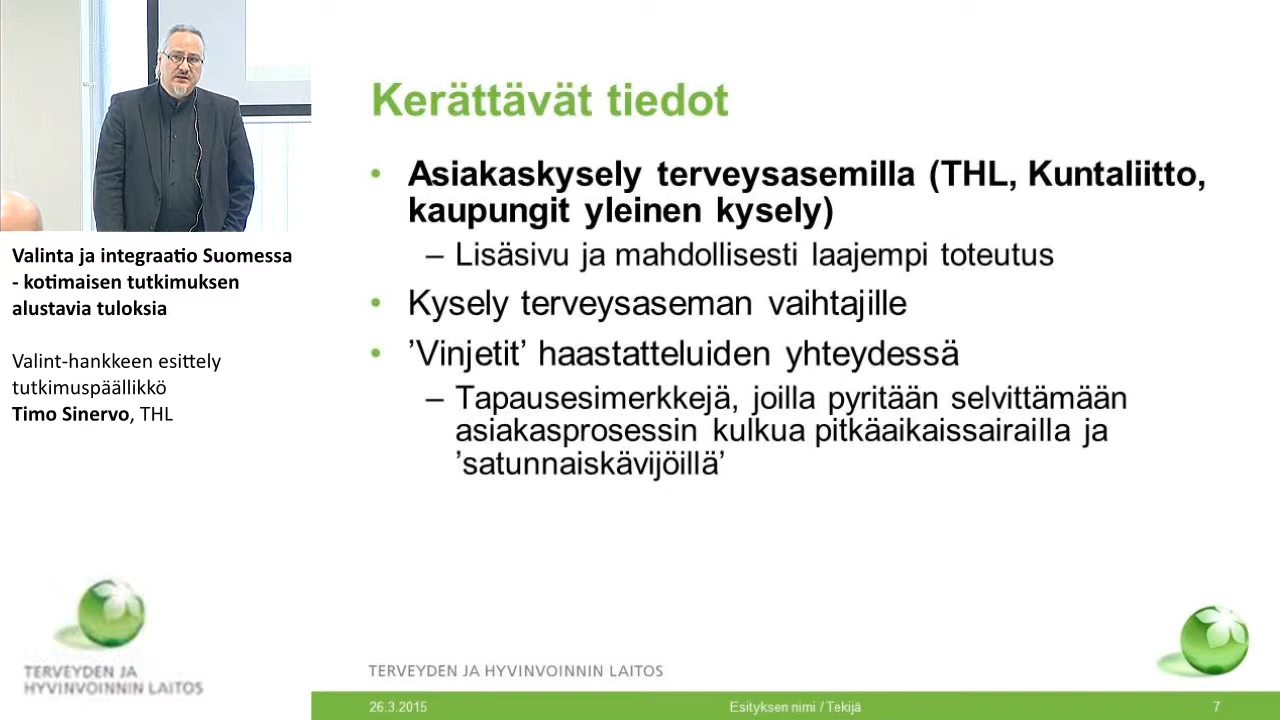 Valinta ja integraatio Suomessa
- kotimaisen tutkimuksen
alustavia tuloksia
Valint-hankkeen esittely
tutkimuspäällikkö
Timo Sinervo, THL
TERVEYDEN JA
HYVINVOINNIN LAITOS
Kerättävät tiedot
• Asiakaskysely terveysasemilla (THL, Kuntaliitto,
kaupungit yleinen kysely)
– Lisäsivu ja mahdollisesti laajempi toteutus
• Kysely terveysaseman vaihtajille
• ’Vinjetit’ haastatteluiden yhteydessä
– Tapausesimerkkejä, joilla pyritään selvittämään
asiakasprosessin kulkua pitkäaikaissairailla ja
’satunnaiskävijöillä’
TERVEYDEN JA HYVINVOINNIN LAITOS
26.3.2015 Esityksen nimi / Tekijä 7